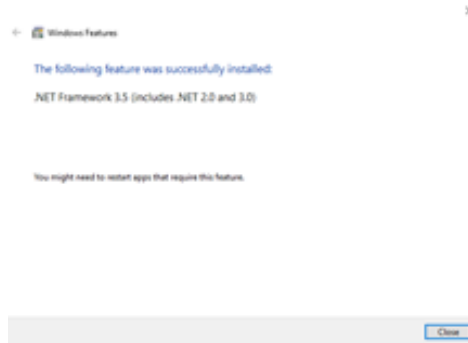 Windows Features
The following feature was successfully installed:
.NET Framework 3.5 (includes .NET 2.0 and 3.0)
You might need to restart apps that require this feature.
Close